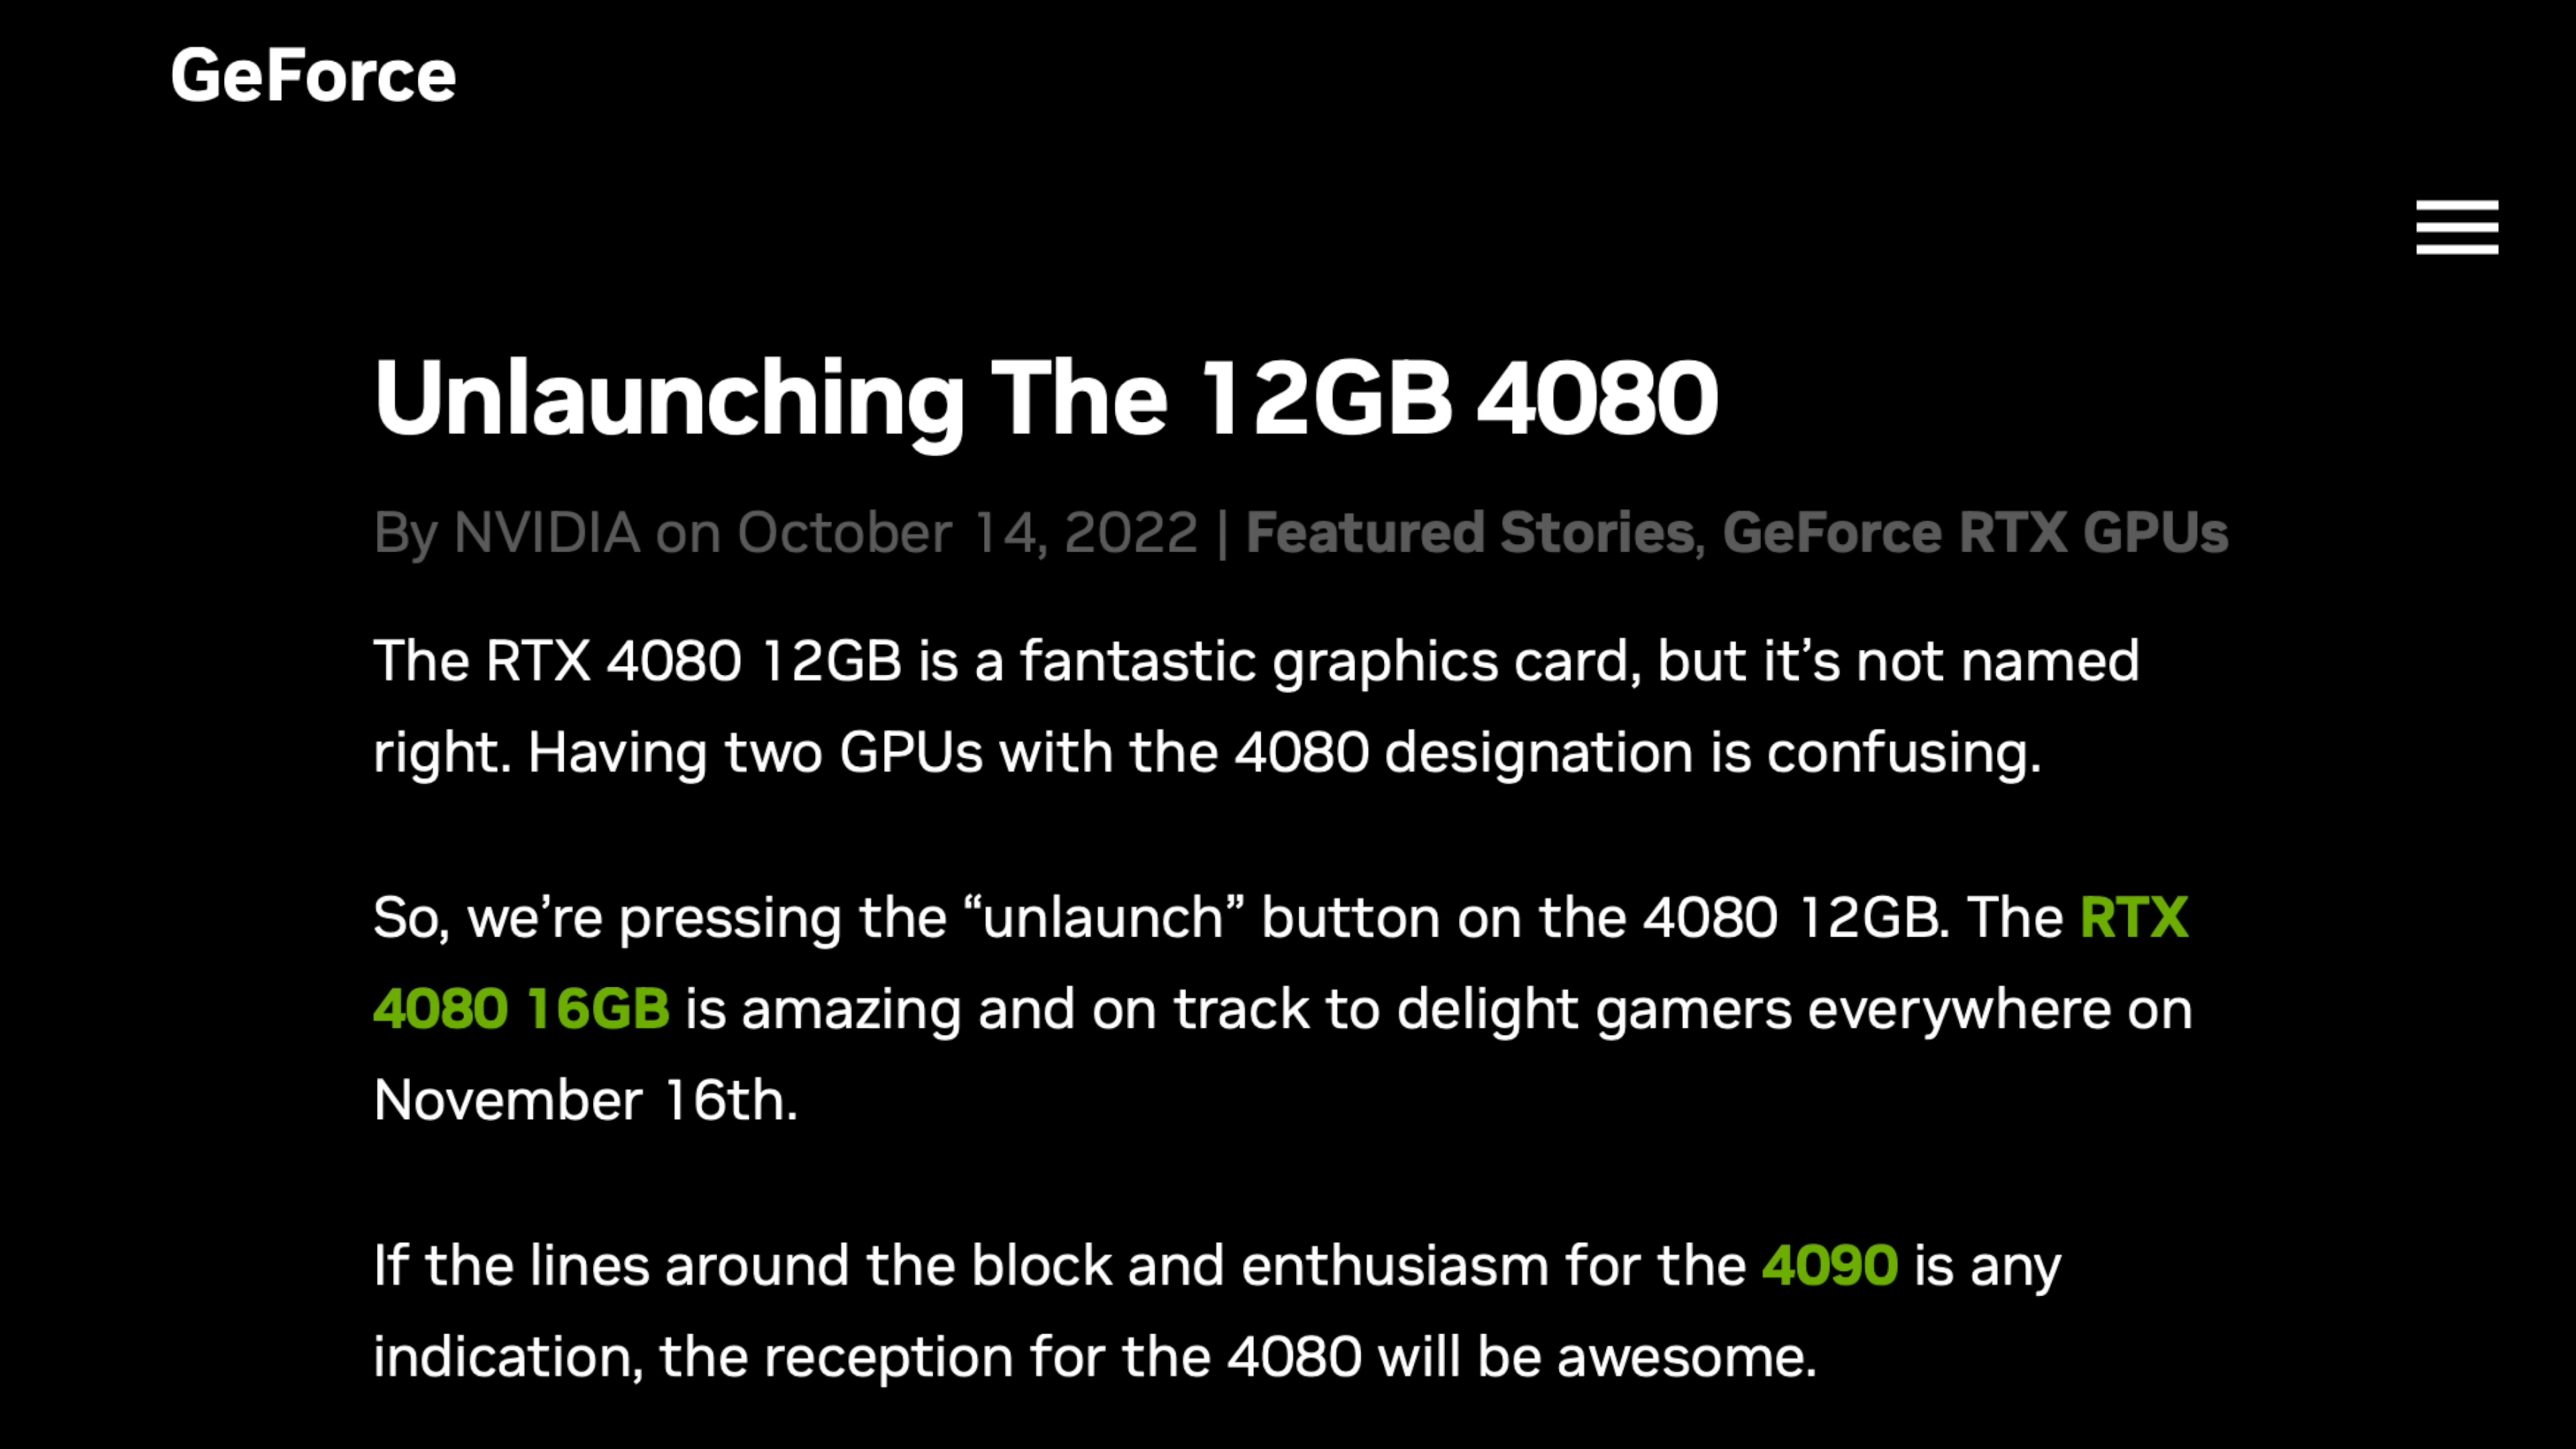 GeForce
Unlaunching The 12GB 4080
By NVIDIA on October 14, 2022 | Featured Stories, GeForce RTX GPUs
The RTX 4080 12GB is a fantastic graphics card, but it’s not named
right. Having two GPUs with the 4080 designation is confusing.
So, we’re pressing the “unlaunch” button on the 4080 12GB. The RTX
4080 16GB is amazing and on track to delight gamers everywhere on
November 16th.
If the lines around the block and enthusiasm for the 4090 is any
indication, the reception for the 4080 will be awesome.